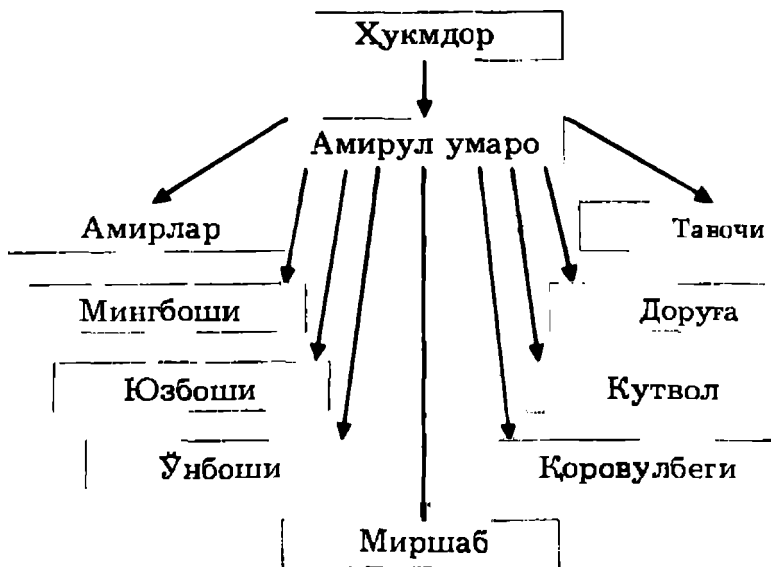 Ҳукмдор
Амирул умаро
Амирлар
Тавочи
Мингбоши
Доруға
Юзбоши
Кутвол
Ўнбоши
Қоровулбеги
Миршаб